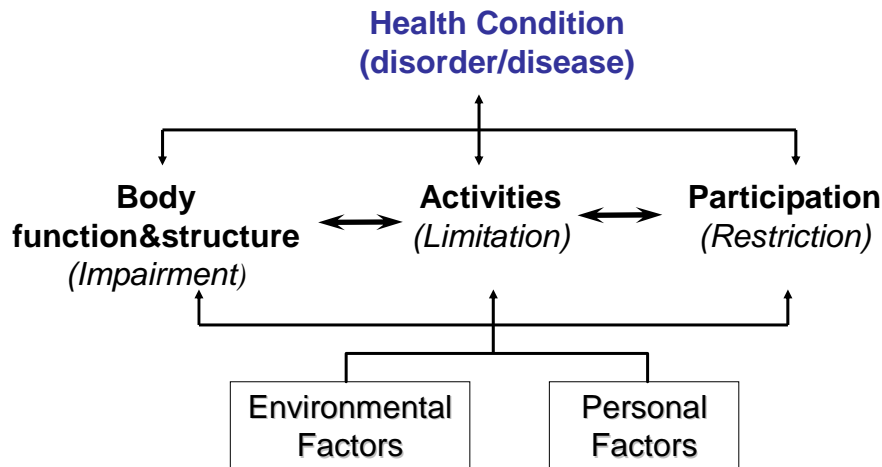 Health Condition
(disorder/disease)
Body
function&structure
(Impairment)
Activities
(Limitation)
Participation
(Restriction)
Environmental
Factors
Personal
Factors